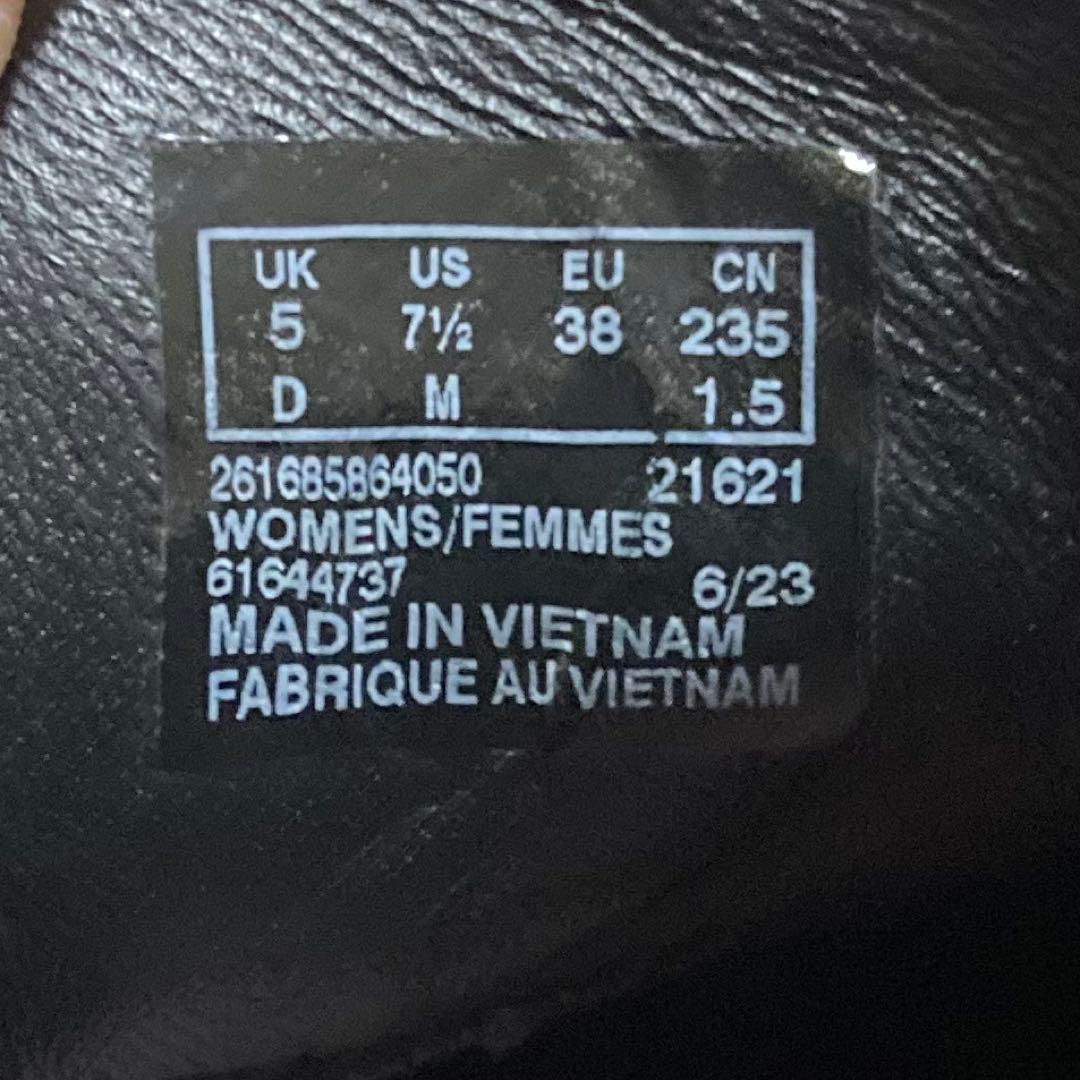 UK US EU CN
5 7½ 38 235
D M 1.5
261685864050 21621
WOMENS/FEMMES
61644737 6/23
MADE IN VIETNAM
FABRIQUE AU VIETNAM